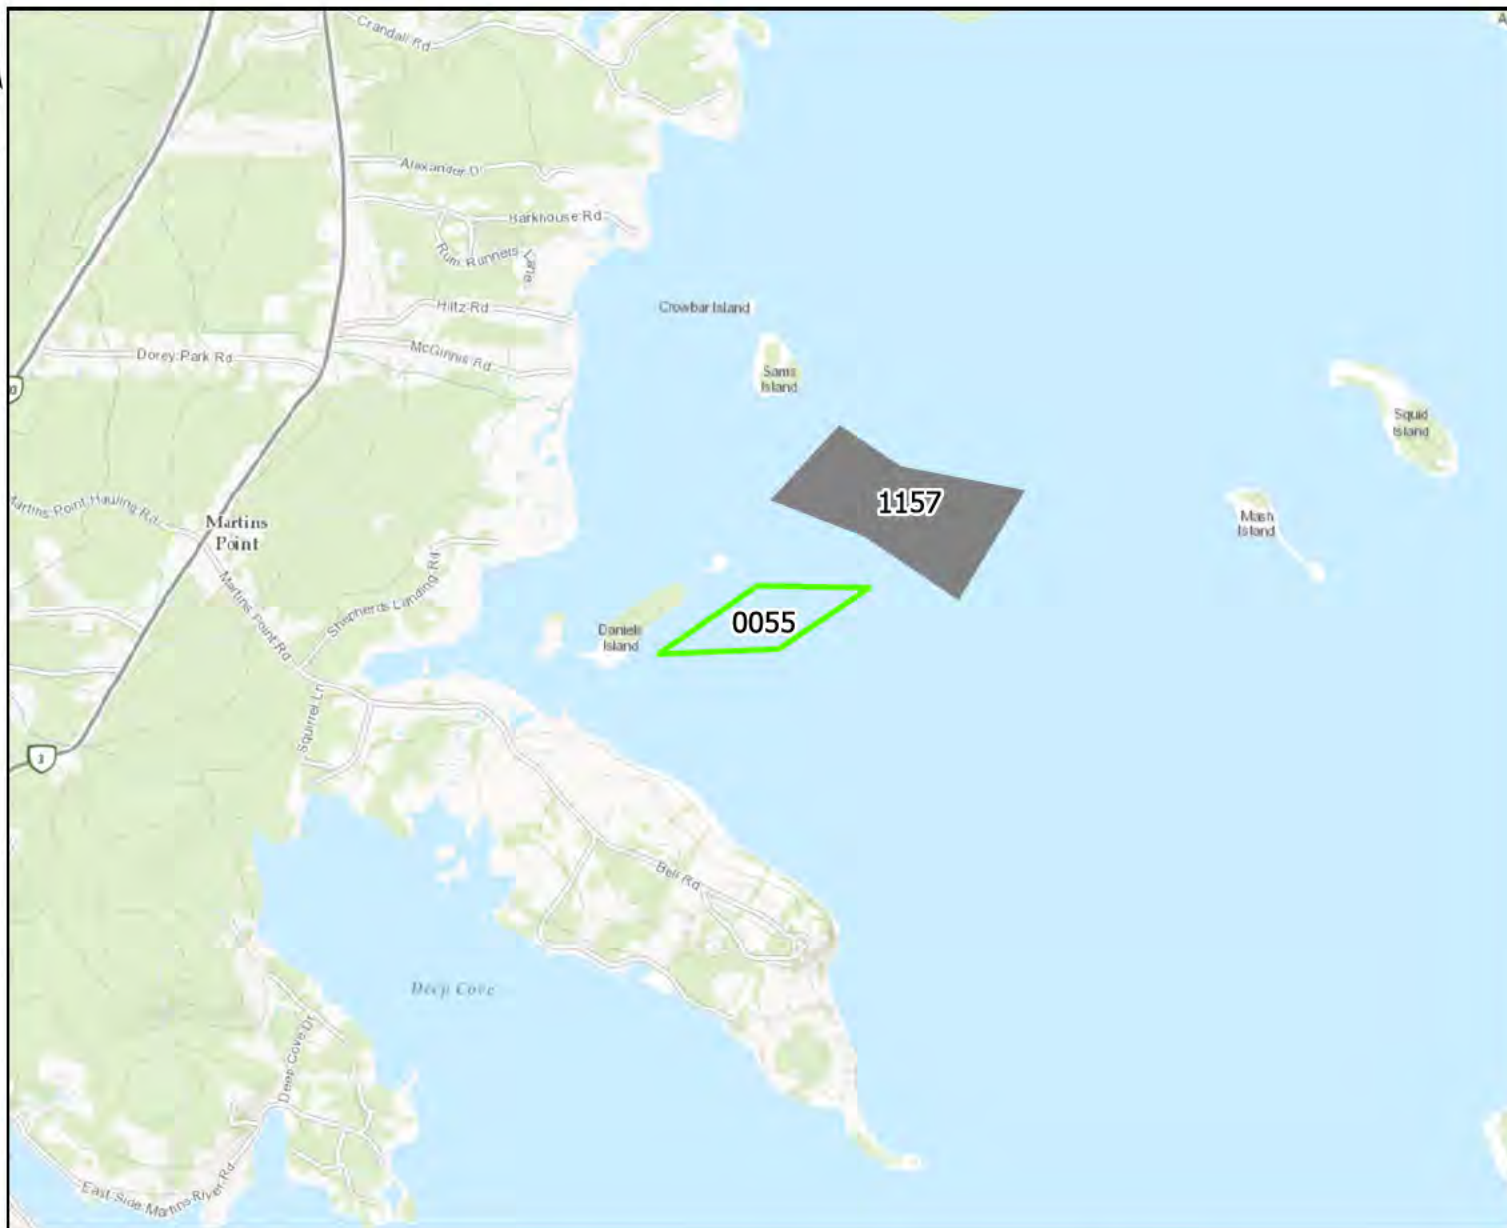 Crandall Rd
Alexander D
Barkhouse Rd
Rum Runners Lane
Hiltz Rd
McGinnis Rd
Dorey Park Rd
Crowbar Island
Sams
Island
Squid
Island
1157
Mash
Island
Martins Point Hauling Rd
Martins
Point
Shepherds Landing Rd
Martins Point Rd
0055
Daniels
Island
Squirrel Ln
3
Bell Rd
Deep Cove
Deep Cove Dr
East Side Martins River Rd